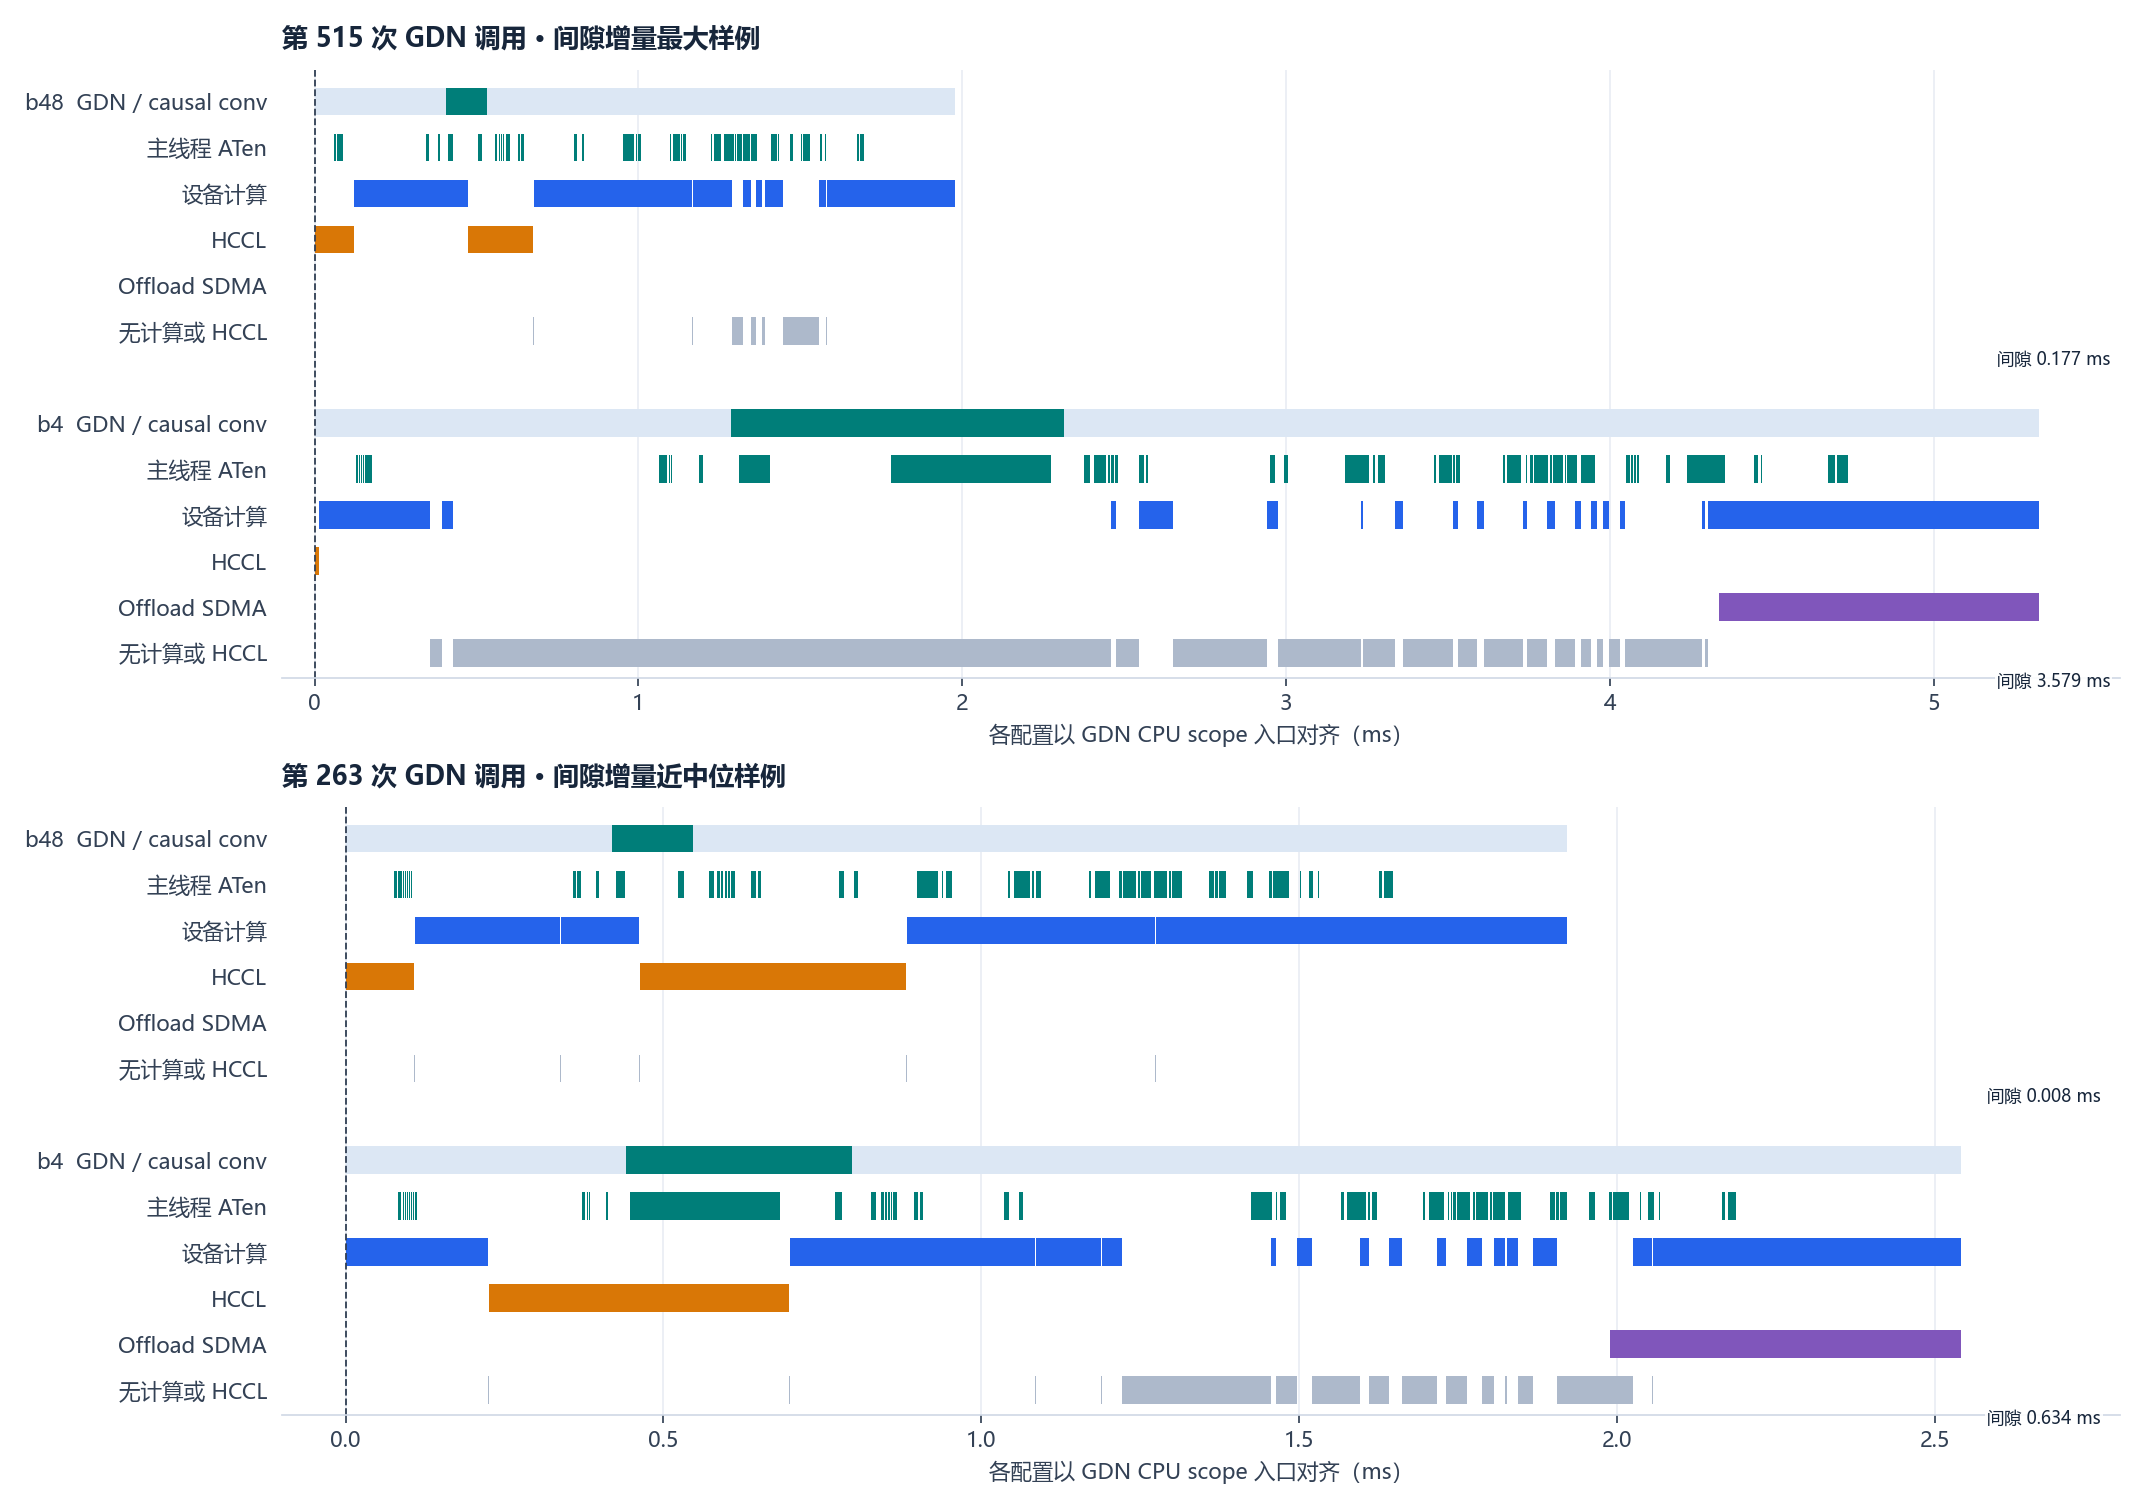 第 515 次 GDN 调用 • 间隙增量最大样例
b48 GDN / causal conv
主线程 ATen
设备计算
HCCL
Offload SDMA
无计算或 HCCL
间隙 0.177 ms
b4 GDN / causal conv
主线程 ATen
设备计算
HCCL
Offload SDMA
无计算或 HCCL
间隙 3.579 ms
0 1 2 3 4 5
各配置以 GDN CPU scope 入口对齐（ms）
第 263 次 GDN 调用 • 间隙增量近中位样例
b48 GDN / causal conv
主线程 ATen
设备计算
HCCL
Offload SDMA
无计算或 HCCL
间隙 0.008 ms
b4 GDN / causal conv
主线程 ATen
设备计算
HCCL
Offload SDMA
无计算或 HCCL
间隙 0.634 ms
0.0 0.5 1.0 1.5 2.0 2.5
各配置以 GDN CPU scope 入口对齐（ms）